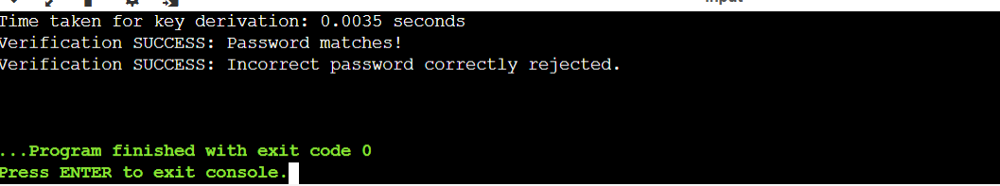 input
Time taken for key derivation: 0.0035 seconds
Verification SUCCESS: Password matches!
Verification SUCCESS: Incorrect password correctly rejected.
...Program finished with exit code 0
Press ENTER to exit console.